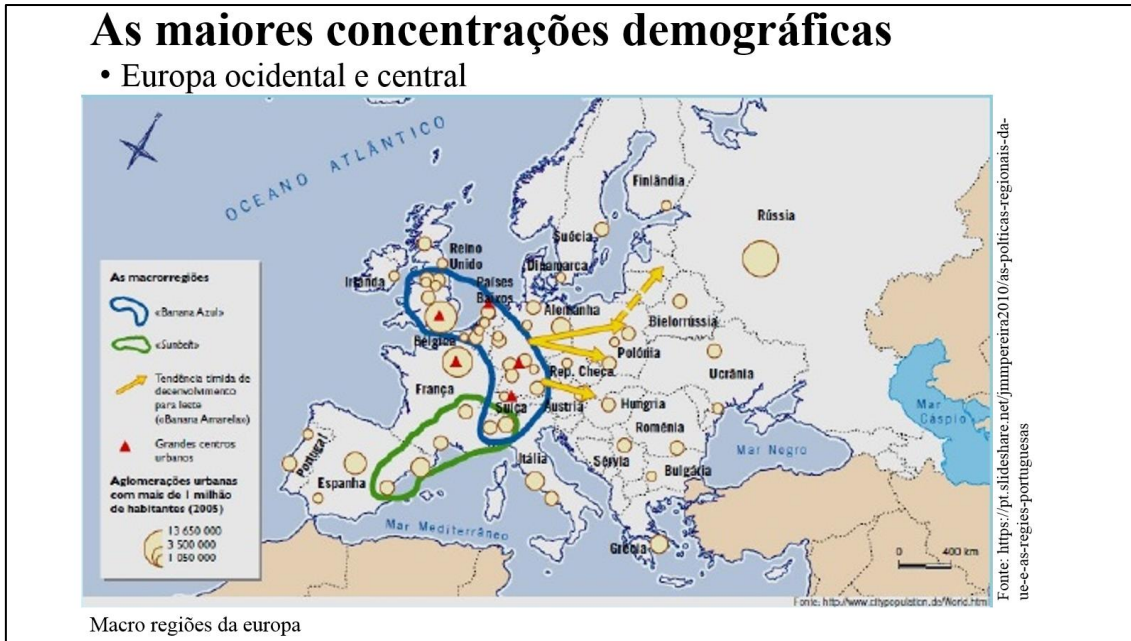 As maiores concentrações demográficas
• Europa ocidental e central
OCEANO ATLÂNTICO
Finlândia
Rússia
Suécia
Reino
Unido
Irlanda
Dinamarca
Países
Baixos
As macrorregiões
«Banana Azul»
«Sunbelt»
Tendência tímida de
desenvolvimento
para leste
(«Banana Amarela»)
Grandes centros
urbanos
Aglomerações urbanas
com mais de 1 milhão
de habitantes (2005)
13 650 000
3 500 000
1 050 000
Alemanha
Bielorrússia
Bélgica
Polónia
Rep. Checa
Ucrânia
França
Suíça
Áustria
Hungria
Roménia
Mar
Cáspio
Mar Negro
Portugal
Espanha
Itália
Sérvia
Bulgária
Mar Mediterrâneo
Grécia
0 400 km
Fonte: http://www.citypopulation.de/World.html
Fonte: https://pt.slideshare.net/jmmpereira2010/as-polticas-regionais-da-
ue-e-as-regies-portuguesas
Macro regiões da europa